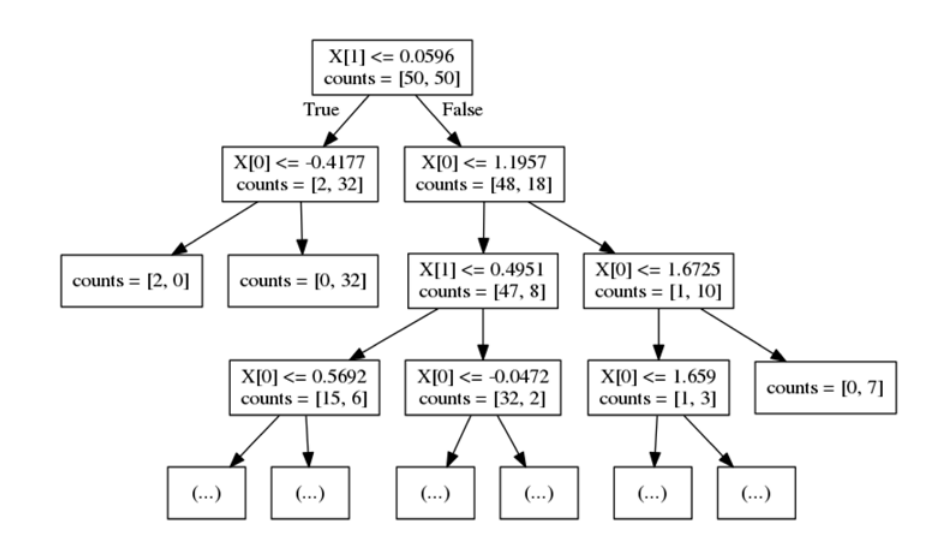 X[1] <= 0.0596
counts = [50, 50]
True
False
X[0] <= -0.4177
counts = [2, 32]
X[0] <= 1.1957
counts = [48, 18]
counts = [2, 0]
counts = [0, 32]
X[1] <= 0.4951
counts = [47, 8]
X[0] <= 1.6725
counts = [1, 10]
X[0] <= 0.5692
counts = [15, 6]
X[0] <= -0.0472
counts = [32, 2]
X[0] <= 1.659
counts = [1, 3]
counts = [0, 7]
(...)
(...)
(...)
(...)
(...)
(...)